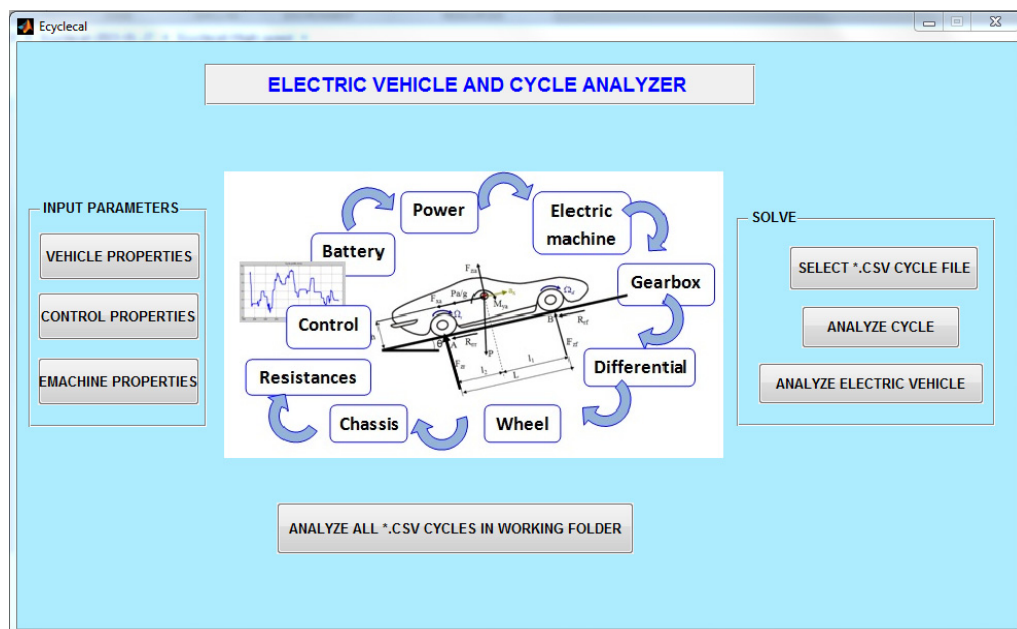 Ecyclecal
ELECTRIC VEHICLE AND CYCLE ANALYZER
INPUT PARAMETERS
VEHICLE PROPERTIES
CONTROL PROPERTIES
EMACHINE PROPERTIES
Power
Electric
machine
Battery
Gearbox
Control
Differential
Resistances
Chassis
Wheel
Pa/g
A
B
P
L
SOLVE
SELECT *.CSV CYCLE FILE
ANALYZE CYCLE
ANALYZE ELECTRIC VEHICLE
ANALYZE ALL *.CSV CYCLES IN WORKING FOLDER